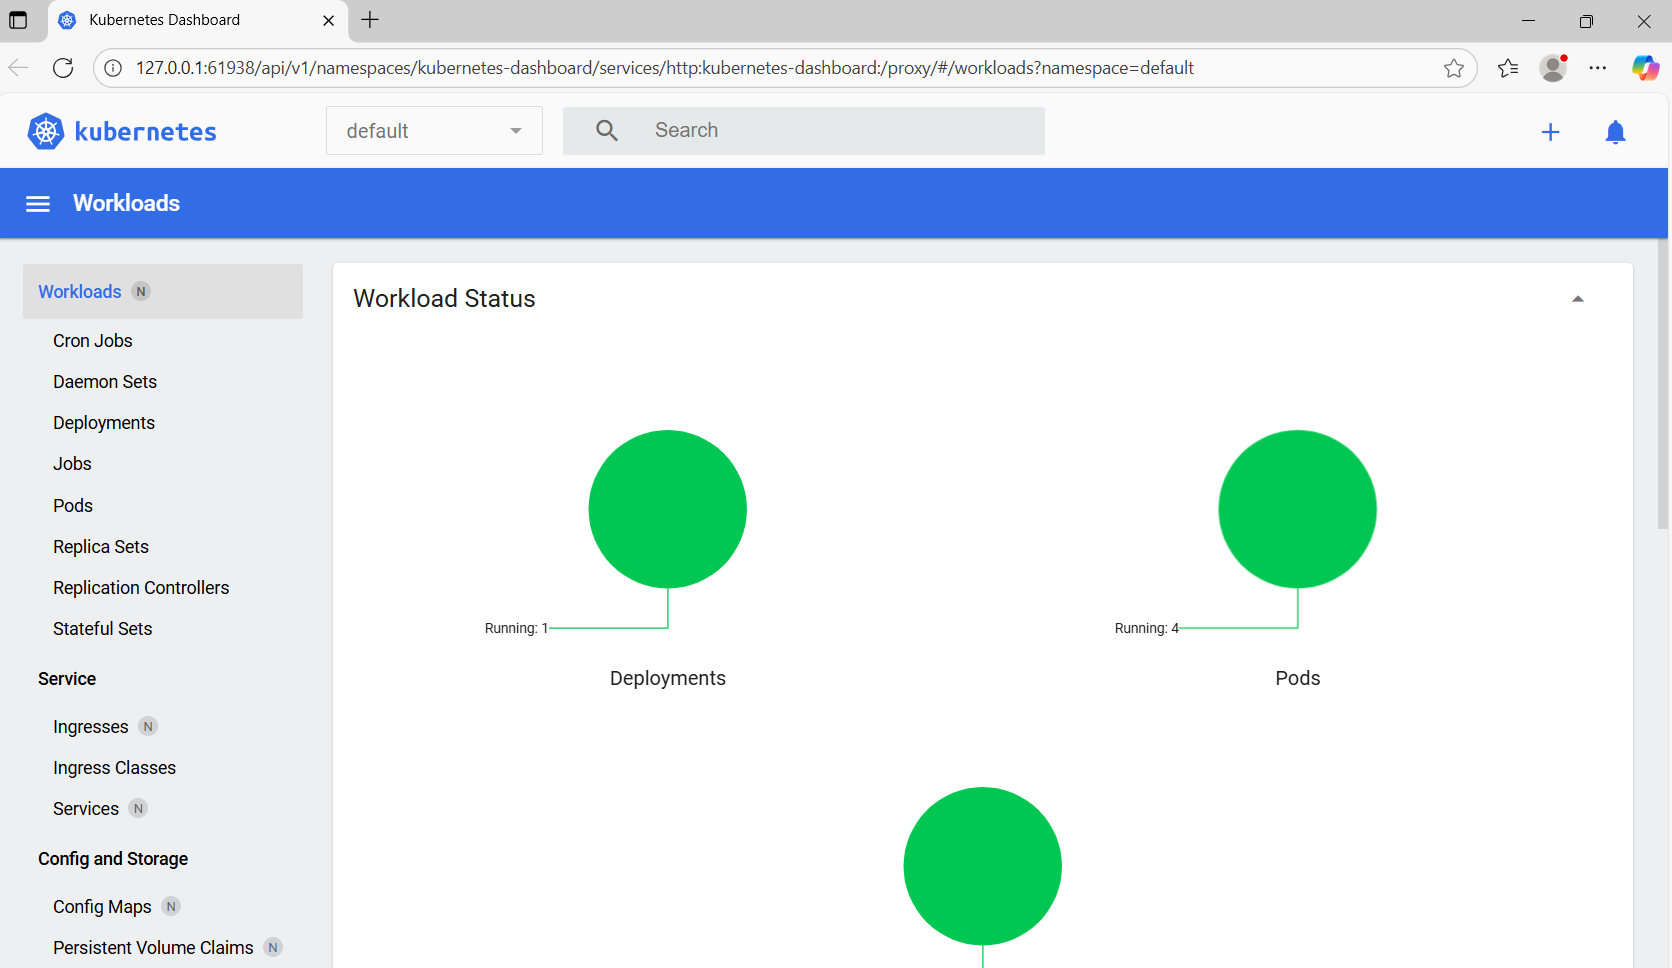 Kubernetes Dashboard
127.0.0.1:61938/api/v1/namespaces/kubernetes-dashboard/services/http:kubernetes-dashboard:/proxy/#/workloads?namespace=default
kubernetes
default
Search
Workloads
Workloads N
Cron Jobs
Daemon Sets
Deployments
Jobs
Pods
Replica Sets
Replication Controllers
Stateful Sets
Service
Ingresses N
Ingress Classes
Services N
Config and Storage
Config Maps N
Persistent Volume Claims N
Workload Status
Running: 1
Deployments
Running: 4
Pods